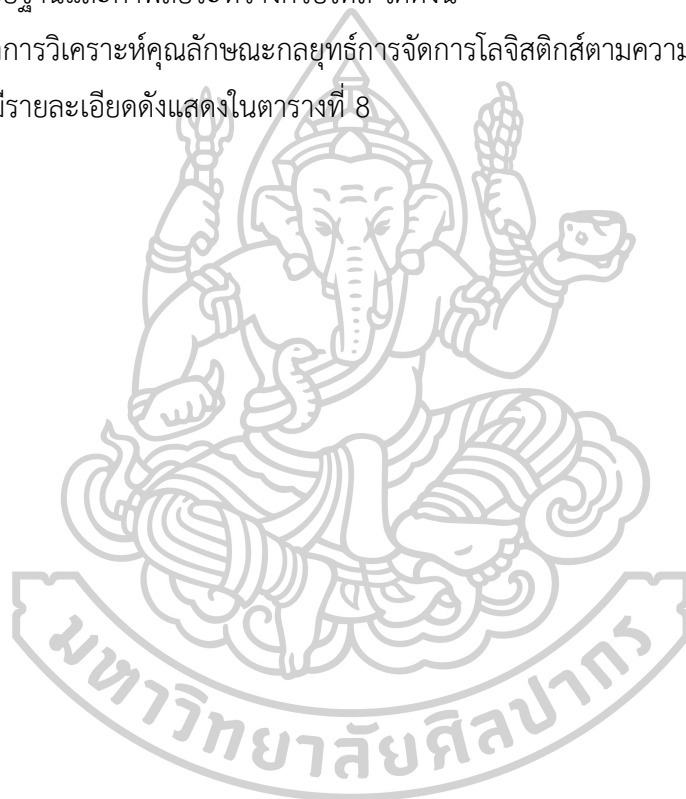 การวิเคราะห์คุณลักษณะกลยุทธ์การจัดการโลจิสติกส์ตามความ
มีรายละเอียดดังแสดงในตารางที่ 8
มหาวิทยาลัยศิลปากร